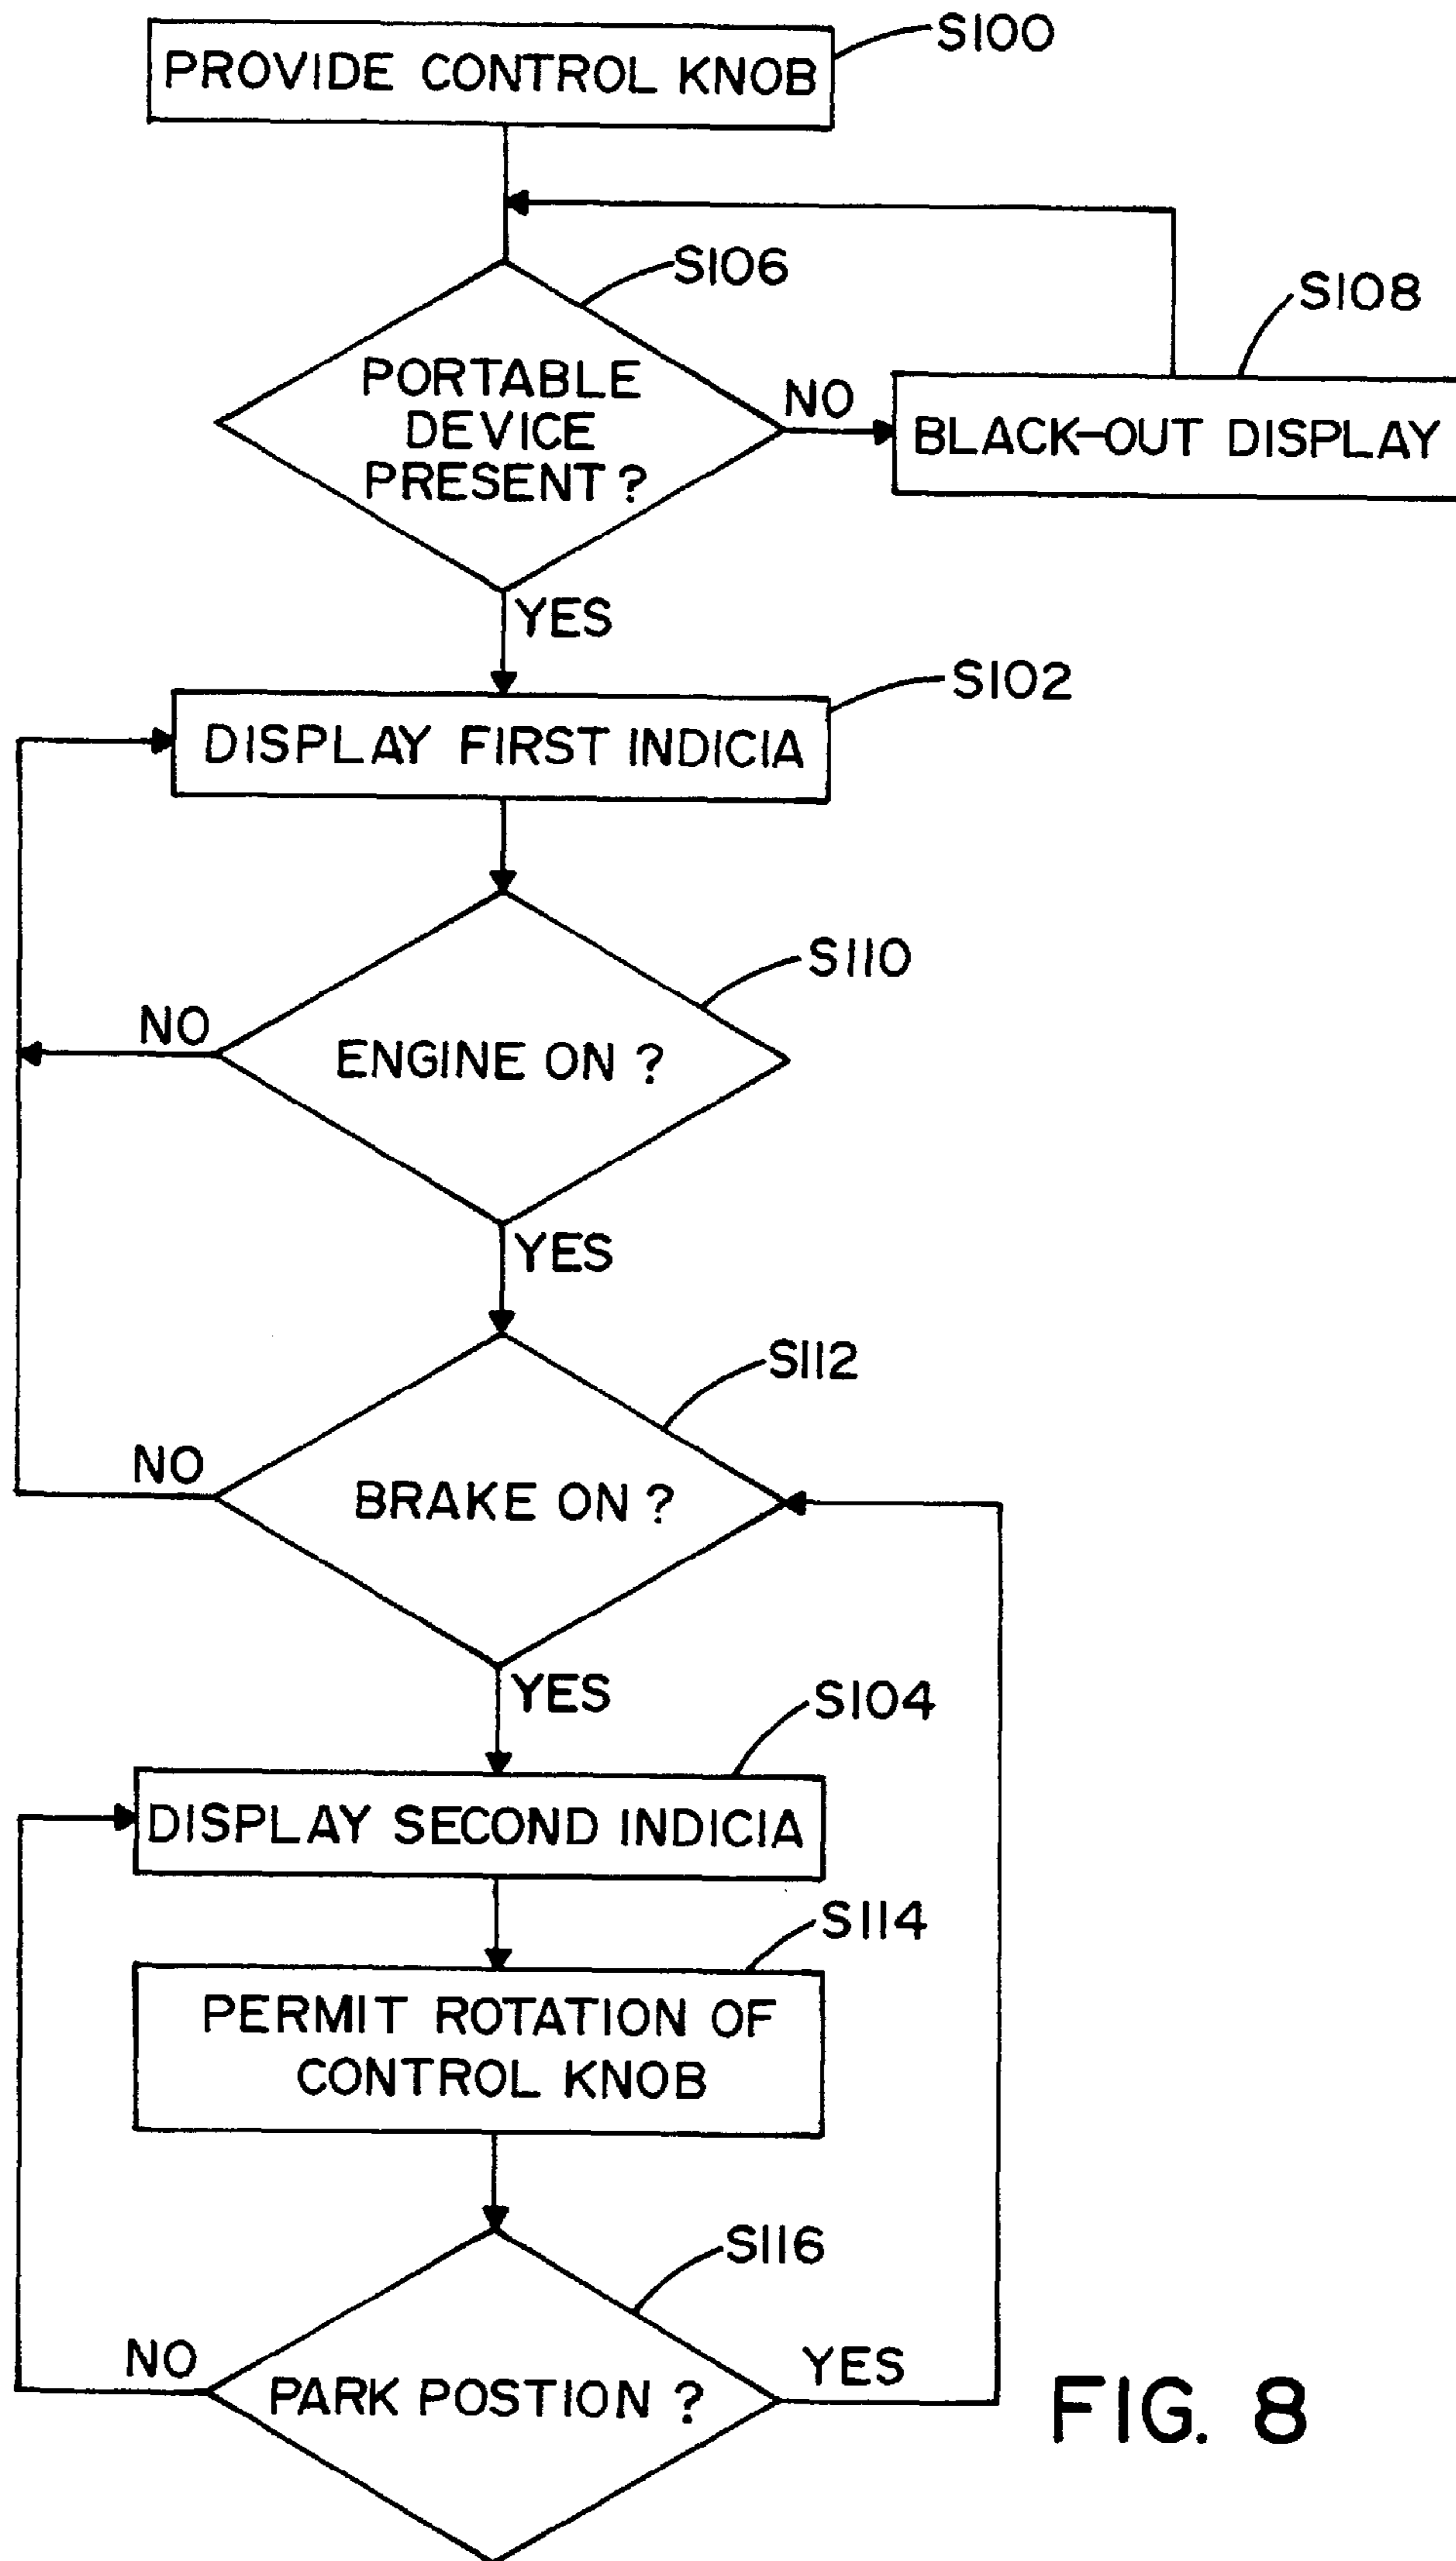 S100
PROVIDE CONTROL KNOB
S106
S108
PORTABLE
DEVICE
PRESENT ?
NO
BLACK-OUT DISPLAY
YES
S102
DISPLAY FIRST INDICIA
S110
NO
ENGINE ON ?
YES
S112
NO
BRAKE ON ?
YES
S104
DISPLAY SECOND INDICIA
S114
PERMIT ROTATION OF
CONTROL KNOB
S116
NO
PARK POSTION ?
YES
FIG. 8